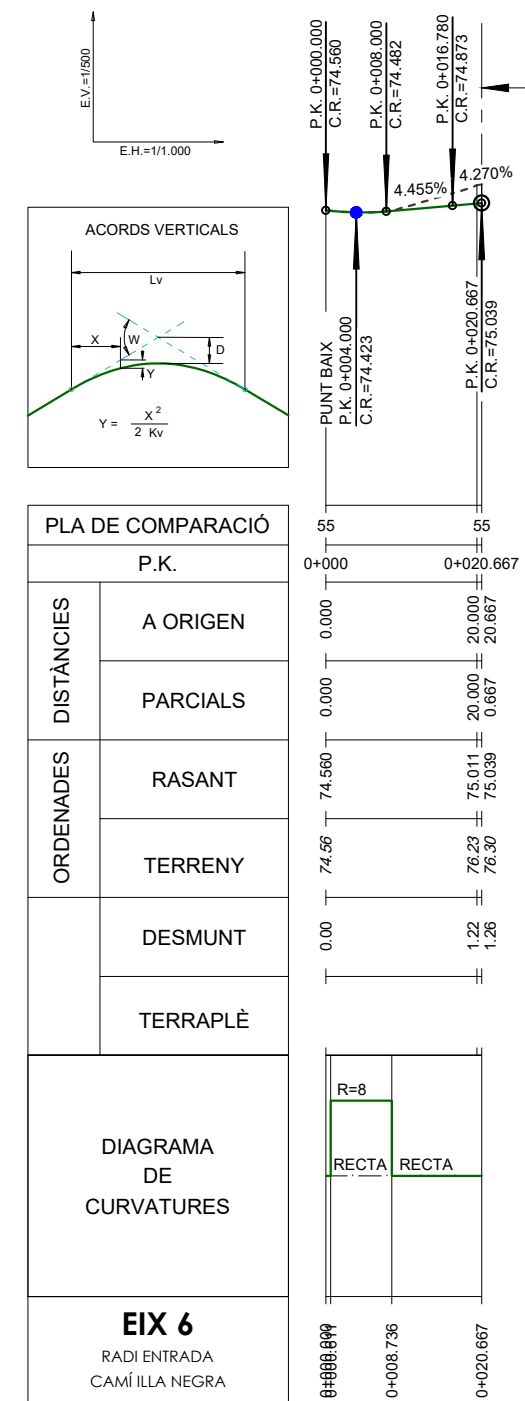 E.V.=1/500
E.H.=1/1.000
P.K. 0+000.000
C.R.=74.560
P.K. 0+008.000
C.R.=74.482
P.K. 0+016.780
C.R.=74.873
4.455%
4.270%
PUNT BAIX
P.K. 0+004.000
C.R.=74.423
P.K. 0+020.667
C.R.=75.039
ACORDS VERTICALS
Lv
X
W
D
Y
Y = X 2
2 Kv
PLA DE COMPARACIÓ
55
55
P.K.
0+000
0+020.667
DISTÀNCIES
A ORIGEN
0.000
20.000
20.667
PARCIALS
0.000
20.000
0.667
ORDENADES
RASANT
74.560
75.011
75.039
TERRENY
74.56
76.23
76.30
DESMUNT
0.00
1.22
1.26
TERRAPLÈ
DIAGRAMA
DE
CURVATURES
R=8
RECTA
RECTA
EIX 6
RADI ENTRADA
CAMÍ ILLA NEGRA
0+008.736
0+020.667